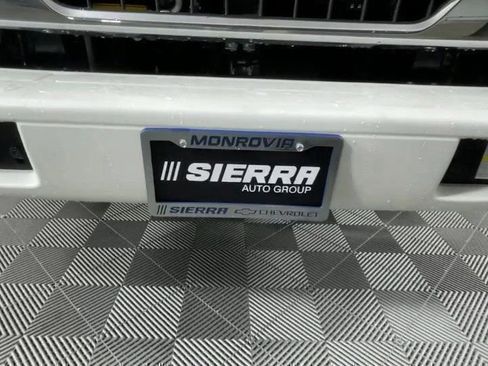 MONROVIA
SIERRA
AUTO GROUP
SIERRA CHEVROLET